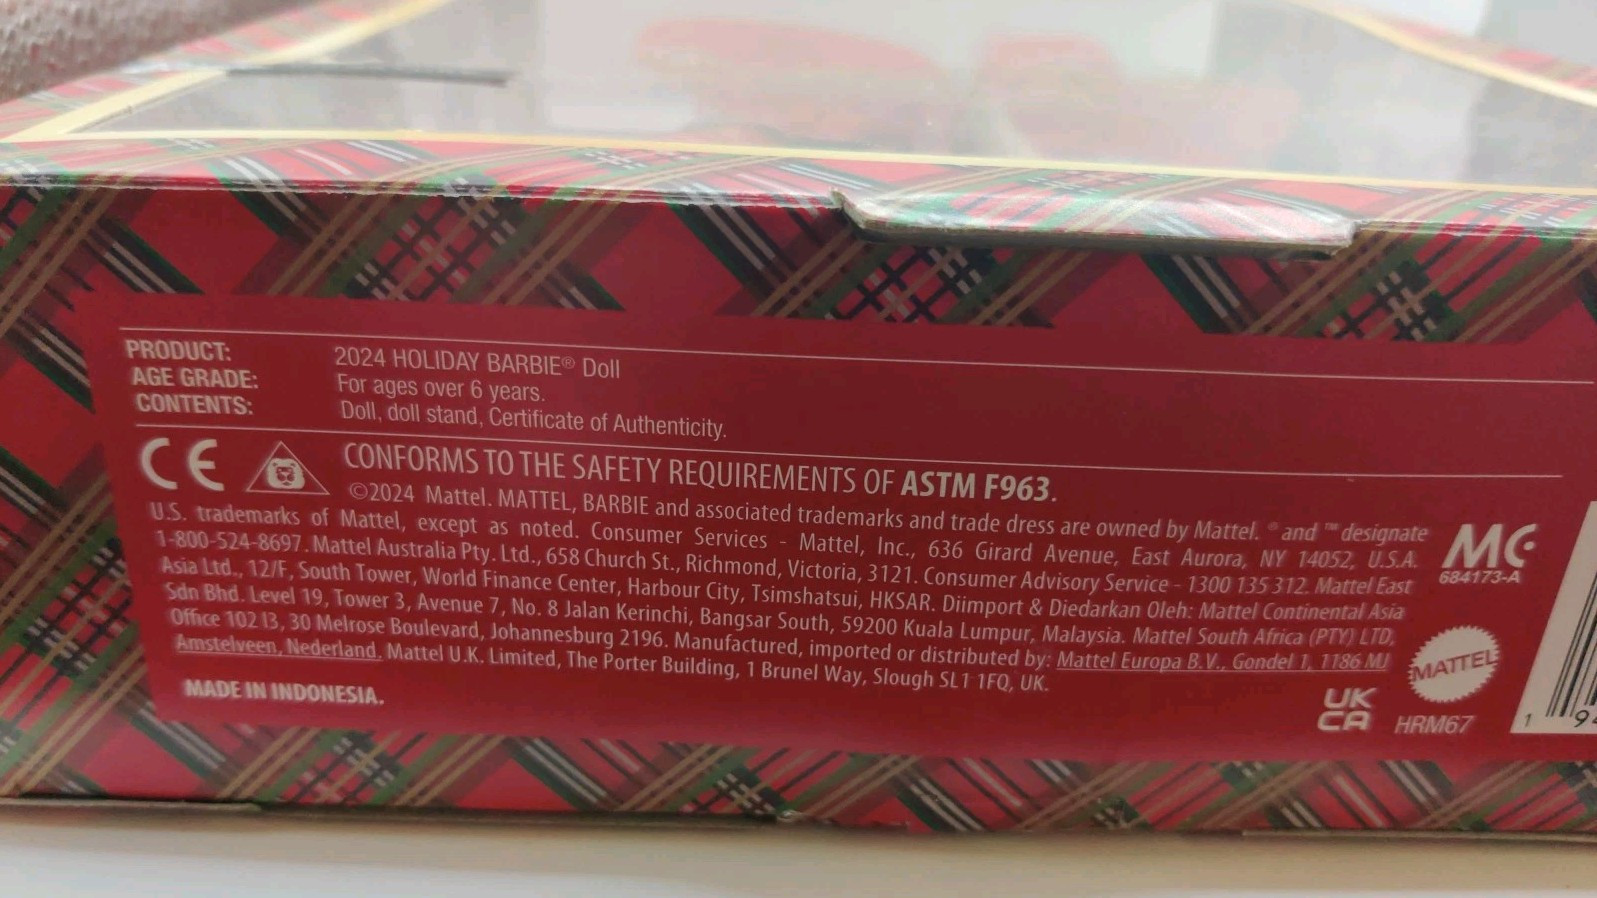 PRODUCT: 2024 HOLIDAY BARBIE® Doll
AGE GRADE: For ages over 6 years.
CONTENTS: Doll, doll stand, Certificate of Authenticity.
CE CONFORMS TO THE SAFETY REQUIREMENTS OF ASTM F963.
©2024 Mattel. MATTEL, BARBIE and associated trademarks and trade dress are owned by Mattel. ® and ™ designate
U.S. trademarks of Mattel, except as noted. Consumer Services - Mattel, Inc., 636 Girard Avenue, East Aurora, NY 14052, U.S.A.
1-800-524-8697. Mattel Australia Pty. Ltd., 658 Church St., Richmond, Victoria, 3121. Consumer Advisory Service - 1300 135 312. Mattel East
Asia Ltd., 12/F, South Tower, World Finance Center, Harbour City, Tsimshatsui, HKSAR. Diimport & Diedarkan Oleh: Mattel Continental Asia
Sdn Bhd. Level 19, Tower 3, Avenue 7, No. 8 Jalan Kerinchi, Bangsar South, 59200 Kuala Lumpur, Malaysia. Mattel South Africa (PTY) LTD,
Office 102 I3, 30 Melrose Boulevard, Johannesburg 2196. Manufactured, imported or distributed by: Mattel Europa B.V., Gondel 1, 1186 MJ
Amstelveen, Nederland. Mattel U.K. Limited, The Porter Building, 1 Brunel Way, Slough SL1 1FQ, UK.
MADE IN INDONESIA.
MC
684173-A
MATTEL
UK
CA
HRM67
1 94